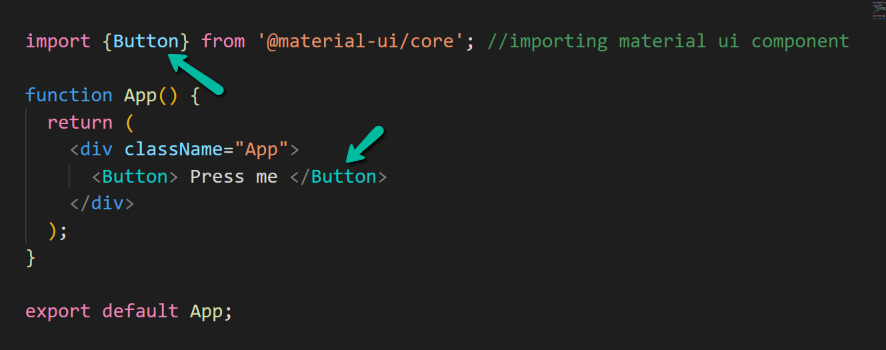 import {Button} from '@material-ui/core'; //importing material ui component
function App() {
return (
<div className="App">
<Button> Press me </Button>
</div>
);
}
export default App;